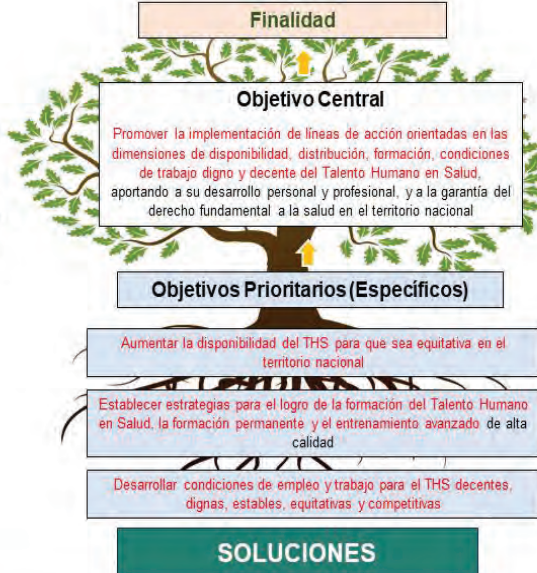 Finalidad
Objetivo Central
Promover la implementación de líneas de acción orientadas en las
dimensiones de disponibilidad, distribución, formación, condiciones
de trabajo digno y decente del Talento Humano en Salud,
aportando a su desarrollo personal y profesional, y a la garantía del
derecho fundamental a la salud en el territorio nacional
Objetivos Prioritarios (Específicos)
Aumentar la disponibilidad del THS para que sea equitativa en el
territorio nacional
Establecer estrategias para el logro de la formación del Talento Humano
en Salud, la formación permanente y el entrenamiento avanzado de alta
calidad
Desarrollar condiciones de empleo y trabajo para el THS decentes,
dignas, estables, equitativas y competitivas
SOLUCIONES